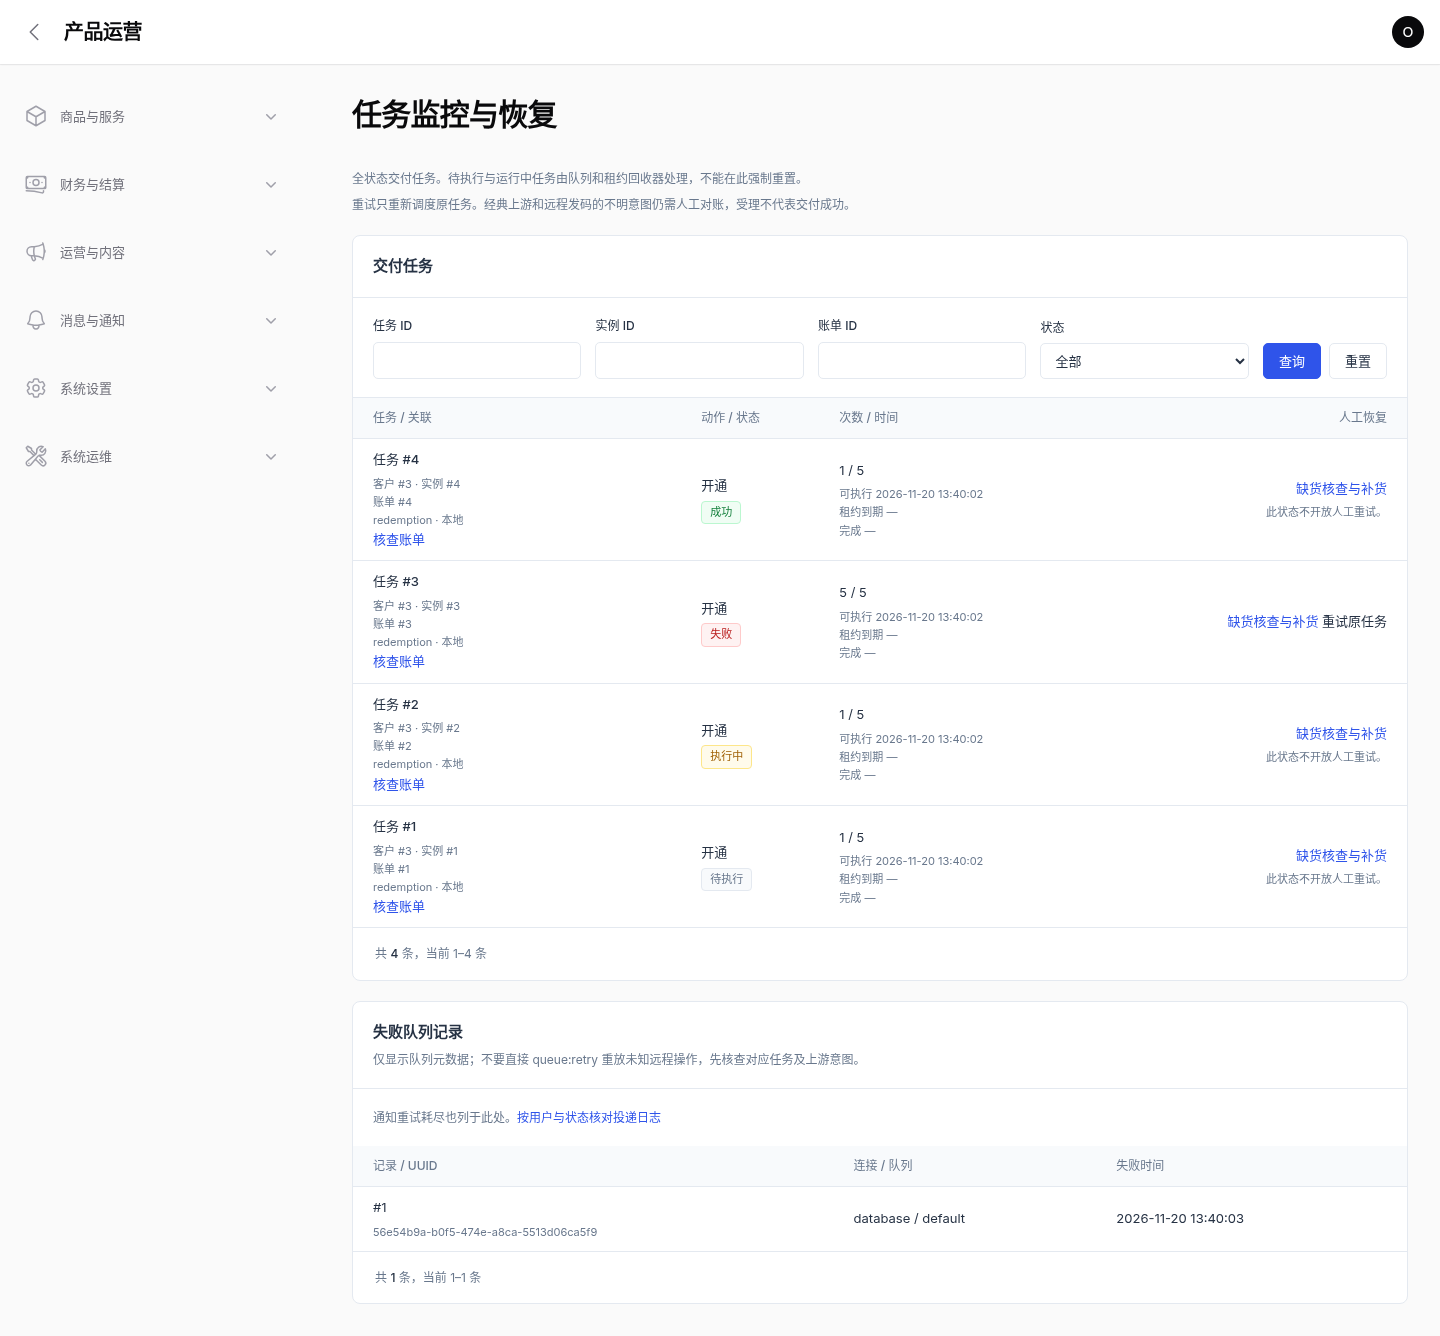 产品运营
O
商品与服务
财务与结算
运营与内容
消息与通知
系统设置
系统运维
任务监控与恢复
全状态交付任务。待执行与运行中任务由队列和租约回收器处理，不能在此强制重置。
重试只重新调度原任务。经典上游和远程发码的不明意图仍需人工对账，受理不代表交付成功。
交付任务
任务 ID
实例 ID
账单 ID
状态
全部
查询
重置
任务 / 关联
动作 / 状态
次数 / 时间
人工恢复
任务 #4
客户 #3 · 实例 #4
账单 #4
redemption · 本地
核查账单
开通
成功
1 / 5
可执行 2026-11-20 13:40:02
租约到期 —
完成 —
缺货核查与补货
此状态不开放人工重试。
任务 #3
客户 #3 · 实例 #3
账单 #3
redemption · 本地
核查账单
开通
失败
5 / 5
可执行 2026-11-20 13:40:02
租约到期 —
完成 —
缺货核查与补货 重试原任务
任务 #2
客户 #3 · 实例 #2
账单 #2
redemption · 本地
核查账单
开通
执行中
1 / 5
可执行 2026-11-20 13:40:02
租约到期 —
完成 —
缺货核查与补货
此状态不开放人工重试。
任务 #1
客户 #3 · 实例 #1
账单 #1
redemption · 本地
核查账单
开通
待执行
1 / 5
可执行 2026-11-20 13:40:02
租约到期 —
完成 —
缺货核查与补货
此状态不开放人工重试。
共 4 条，当前 1–4 条
失败队列记录
仅显示队列元数据；不要直接 queue:retry 重放未知远程操作，先核查对应任务及上游意图。
通知重试耗尽也列于此处。按用户与状态核对投递日志
记录 / UUID
连接 / 队列
失败时间
#1
56e54b9a-b0f5-474e-a8ca-5513d06ca5f9
database / default
2026-11-20 13:40:03
共 1 条，当前 1–1 条